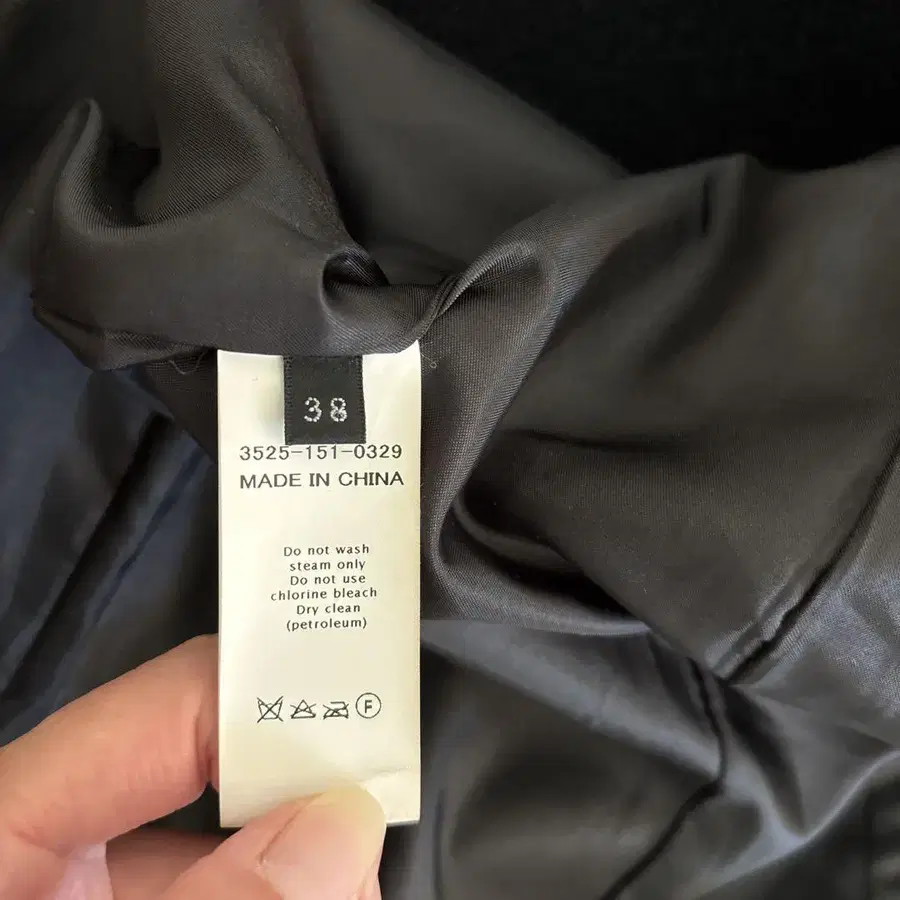 38
3525-151-0329
MADE IN CHINA
Do not wash
steam only
Do not use
chlorine bleach
Dry clean
(petroleum)
F